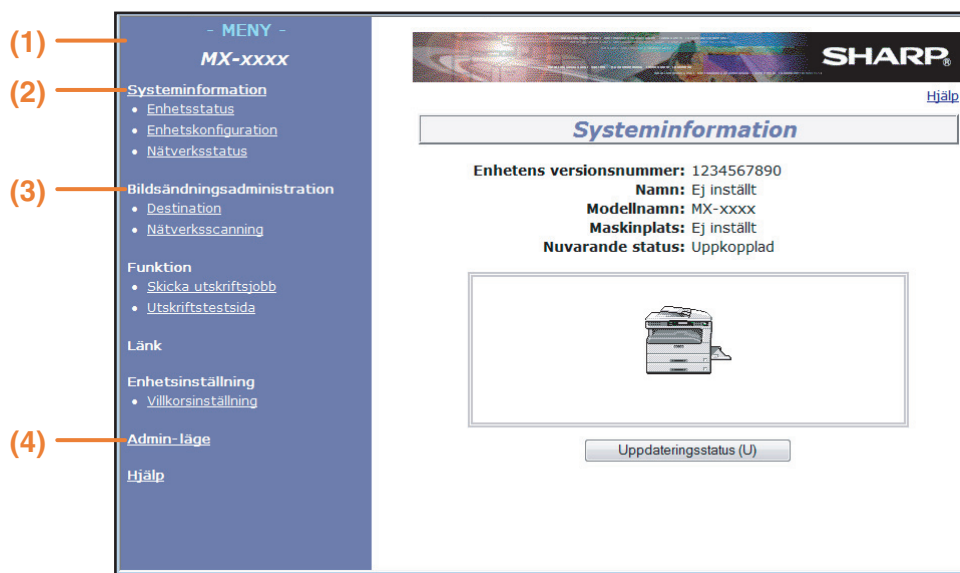 (1)
- MENY -
MX-xxxx
(2)
Systeminformation
• Enhetsstatus
• Enhetskonfiguration
• Nätverksstatus
(3)
Bildsändningsadministration
• Destination
• Nätverksscanning
Funktion
• Skicka utskriftsjobb
• Utskriftstestsida
Länk
Enhetsinställning
• Villkorsinställning
(4)
Admin-läge
Hjälp
SHARP®
Hjälp
Systeminformation
Enhetens versionsnummer: 1234567890
Namn: Ej inställt
Modellnamn: MX-xxxx
Maskinplats: Ej inställt
Nuvarande status: Uppkopplad
Uppdateringsstatus (U)